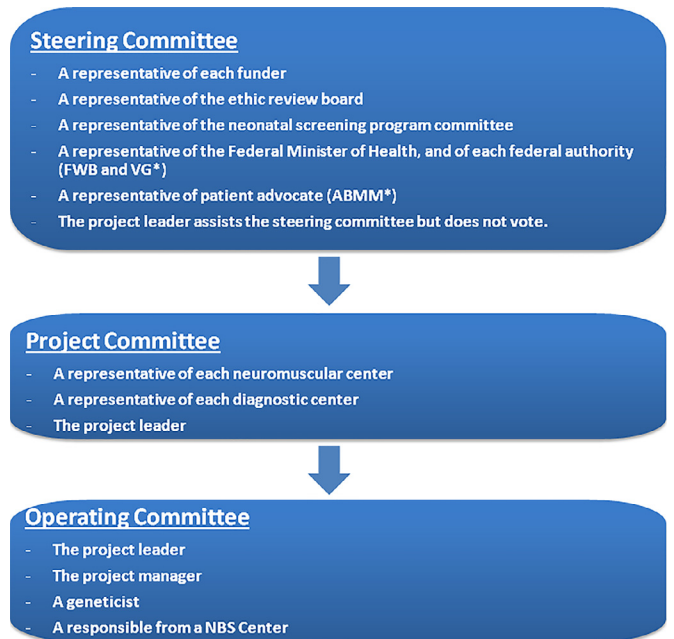 Steering Committee
- A representative of each funder
- A representative of the ethic review board
- A representative of the neonatal screening program committee
- A representative of the Federal Minister of Health, and of each federal authority
(FWB and VG*)
- A representative of patient advocate (ABMM*)
- The project leader assists the steering committee but does not vote.
Project Committee
- A representative of each neuromuscular center
- A representative of each diagnostic center
- The project leader
Operating Committee
- The project leader
- The project manager
- A geneticist
- A responsible from a NBS Center